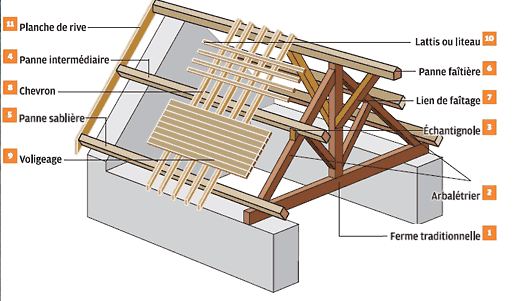 11 Planche de rive
4 Panne intermédiaire
8 Chevron
5 Panne sablière
9 Voligeage
Lattis ou liteau 10
Panne faîtière 6
Lien de faîtage 7
Échantignole 3
Arbalétrier 2
Ferme traditionnelle 1